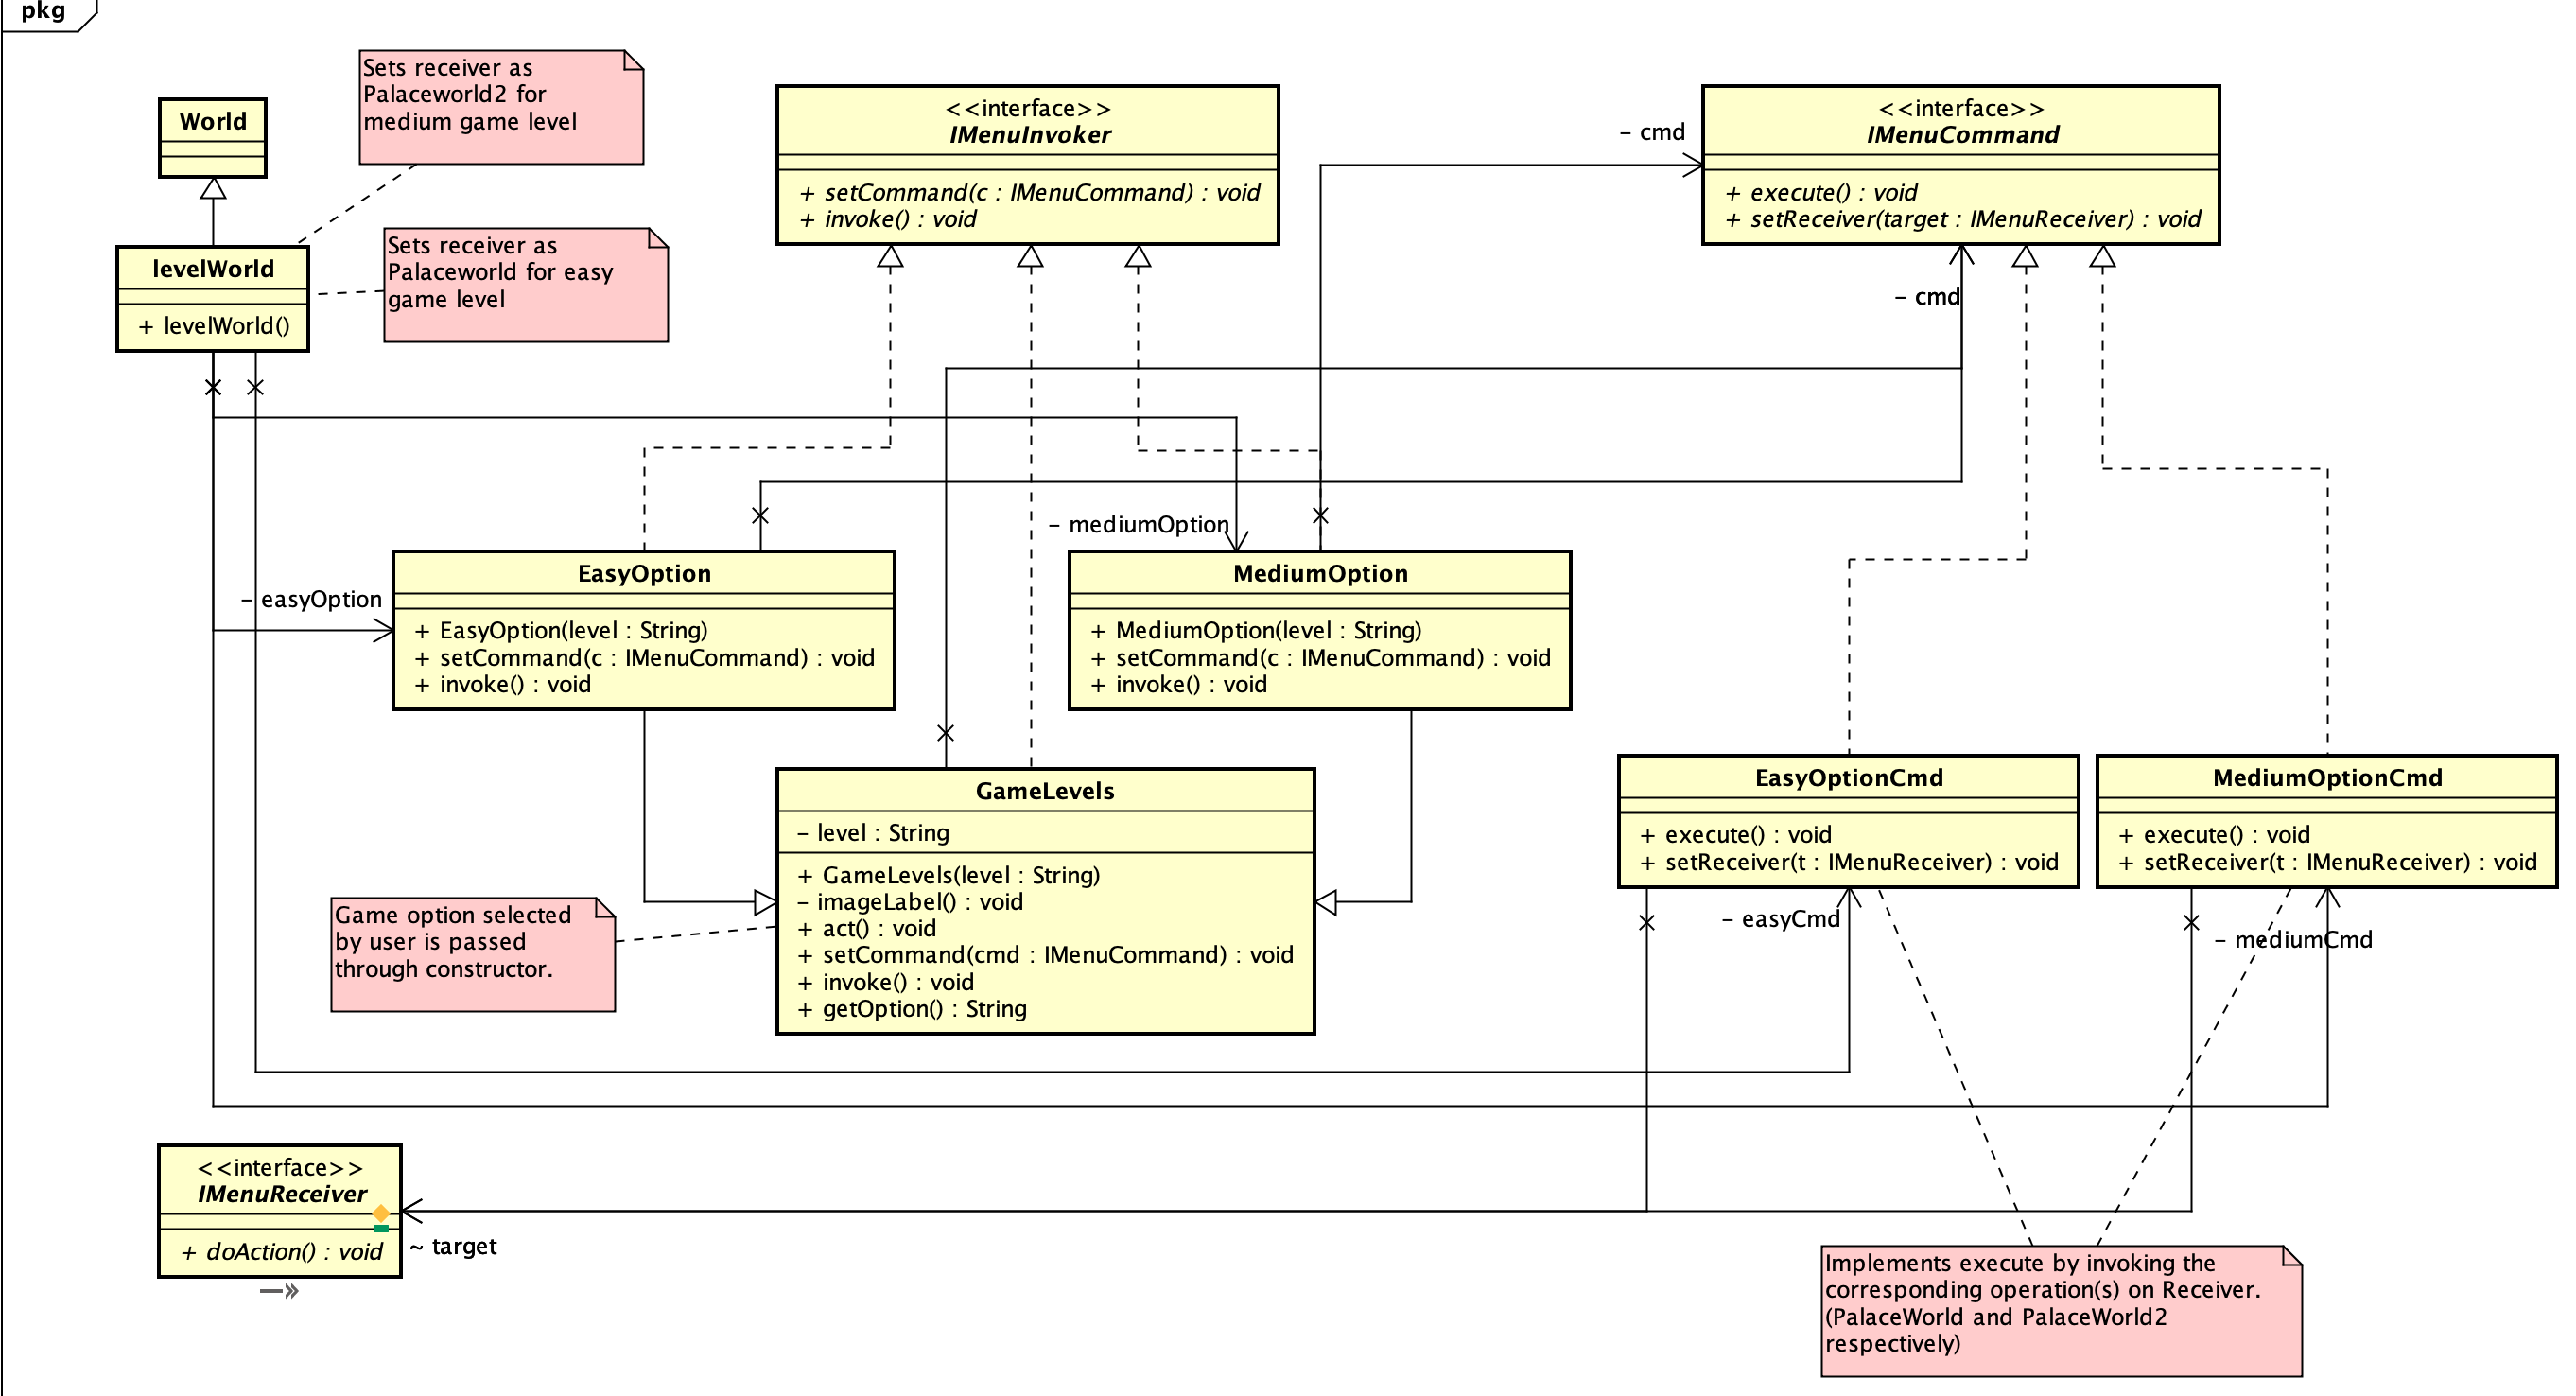 pkg
Sets receiver as
Palaceworld2 for
medium game level
World
Sets receiver as
Palaceworld for easy
game level
levelWorld
+ levelWorld()
<<interface>>
IMenuInvoker
+ setCommand(c : IMenuCommand) : void
+ invoke() : void
- cmd
<<interface>>
IMenuCommand
+ execute() : void
+ setReceiver(target : IMenuReceiver) : void
- cmd
- mediumOption
- easyOption
EasyOption
+ EasyOption(level : String)
+ setCommand(c : IMenuCommand) : void
+ invoke() : void
MediumOption
+ MediumOption(level : String)
+ setCommand(c : IMenuCommand) : void
+ invoke() : void
GameLevels
- level : String
+ GameLevels(level : String)
- imageLabel() : void
+ act() : void
+ setCommand(cmd : IMenuCommand) : void
+ invoke() : void
+ getOption() : String
Game option selected
by user is passed
through constructor.
EasyOptionCmd
+ execute() : void
+ setReceiver(t : IMenuReceiver) : void
MediumOptionCmd
+ execute() : void
+ setReceiver(t : IMenuReceiver) : void
- easyCmd
- mediumCmd
<<interface>>
IMenuReceiver
+ doAction() : void
~ target
Implements execute by invoking the
corresponding operation(s) on Receiver.
(PalaceWorld and PalaceWorld2
respectively)